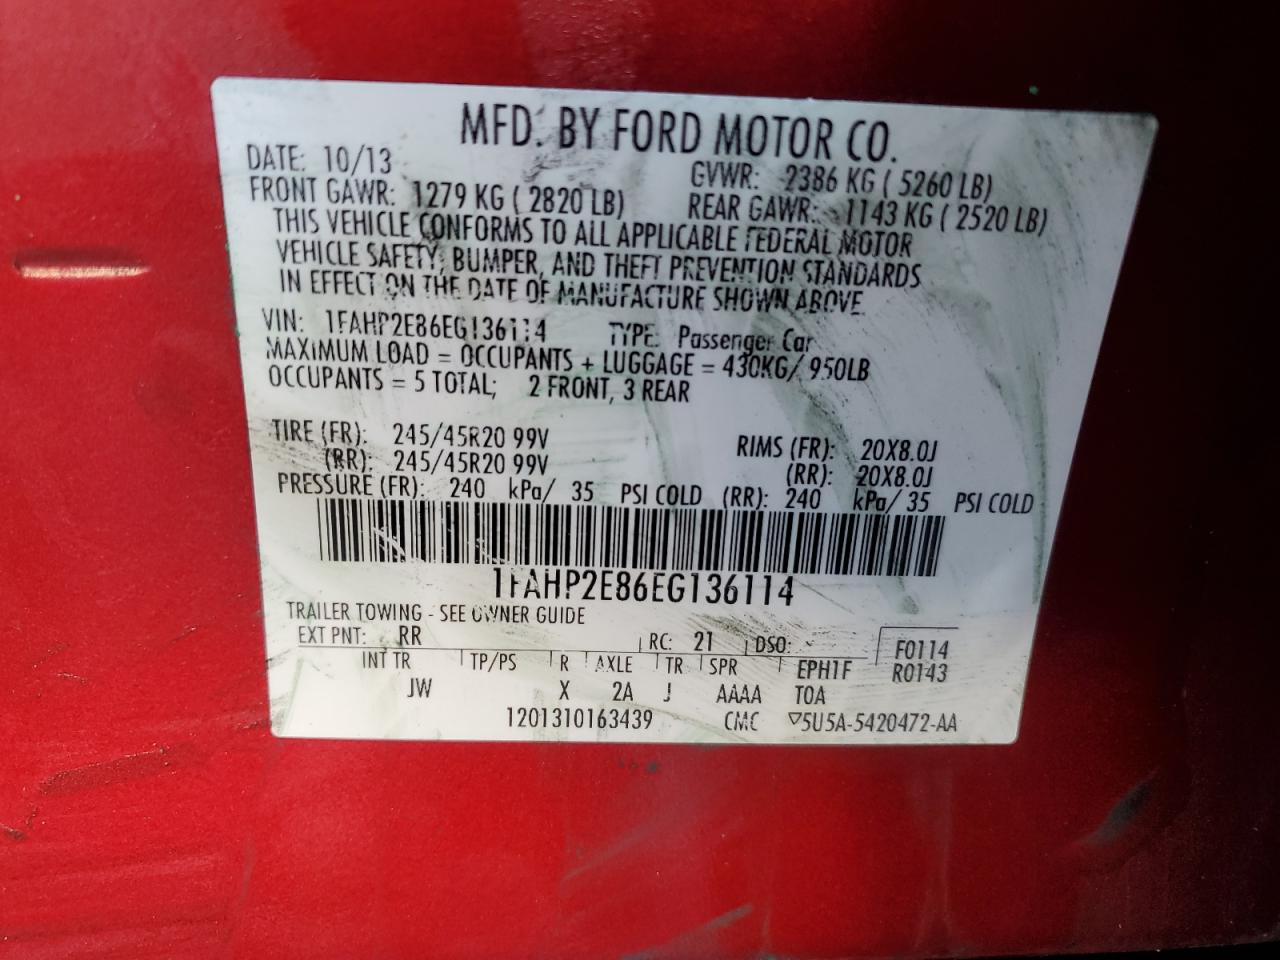 MFD. BY FORD MOTOR CO.
DATE: 10/13 GVWR: 2386 KG ( 5260 LB)
FRONT GAWR: 1279 KG ( 2820 LB) REAR GAWR: 1143 KG ( 2520 LB)
THIS VEHICLE CONFORMS TO ALL APPLICABLE FEDERAL MOTOR
VEHICLE SAFETY, BUMPER, AND THEFT PREVENTION STANDARDS
IN EFFECT ON THE DATE OF MANUFACTURE SHOWN ABOVE.
VIN: 1FAHP2E86EG136114 TYPE: Passenger Car
MAXIMUM LOAD = OCCUPANTS + LUGGAGE = 430KG/ 950LB
OCCUPANTS = 5 TOTAL; 2 FRONT, 3 REAR
TIRE (FR): 245/45R20 99V RIMS (FR): 20X8.0J
(RR): 245/45R20 99V (RR): 20X8.0J
PRESSURE (FR): 240 kPa/ 35 PSI COLD (RR): 240 kPa/ 35 PSI COLD
1FAHP2E86EG136114
TRAILER TOWING - SEE OWNER GUIDE
EXT PNT: RR RC: 21 DSO: F0114
INT TR TP/PS R AXLE TR SPR EPH1F R0143
JW X 2A J AAAA TOA
1201310163439 CMC ▽5U5A-5420472-AA